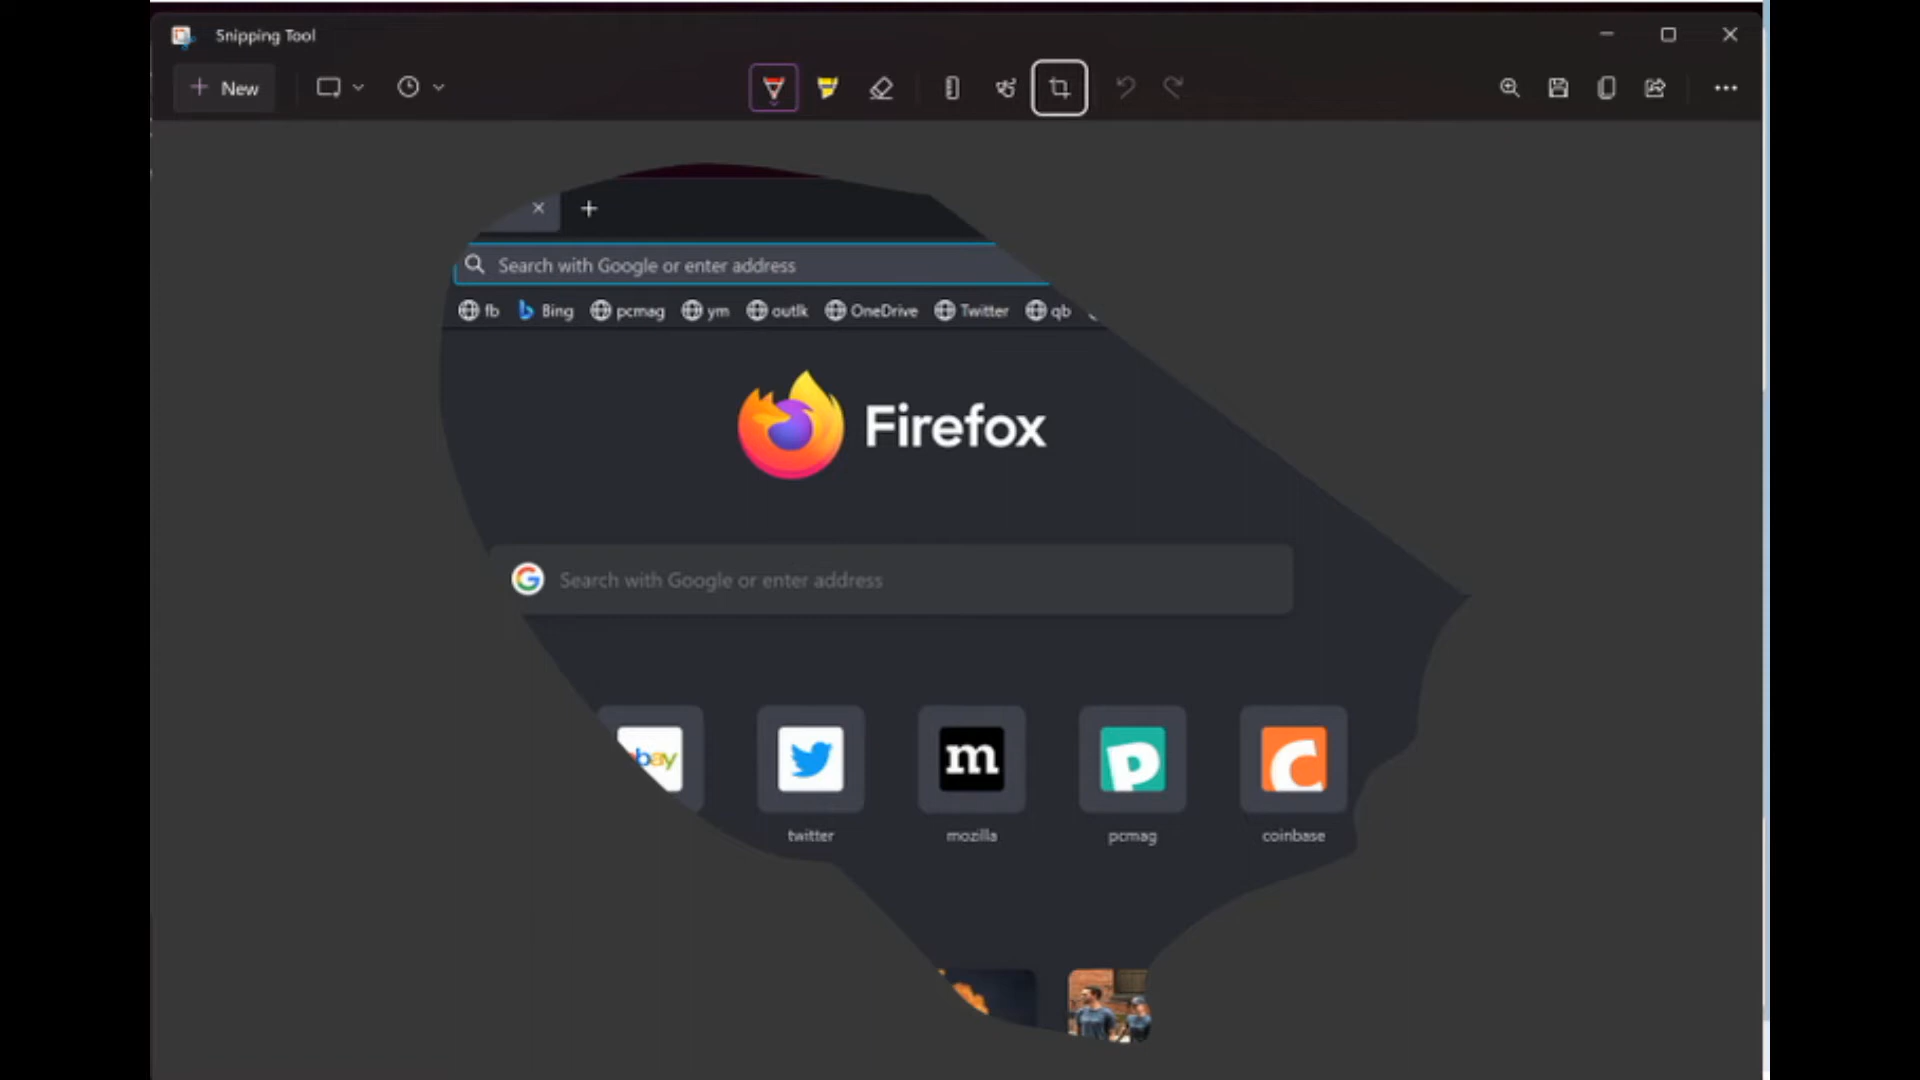 Snipping Tool
New
Search with Google or enter address
fb Bing pcmag ym outlk OneDrive Twitter qb
Firefox
G Search with Google or enter address
ebay m p C
twitter mozilla pcmag coinbase